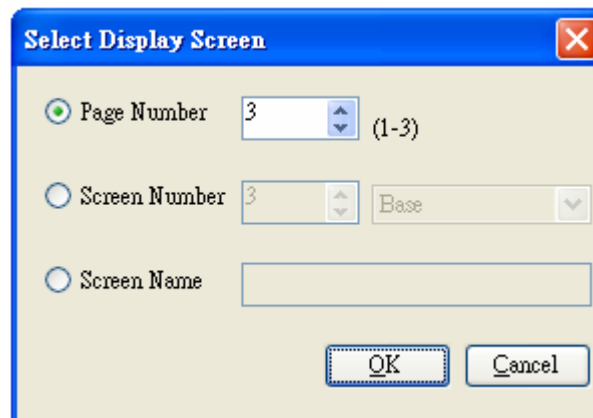 Select Display Screen
Page Number 3 (1-3)
Screen Number 3 Base
Screen Name
OK Cancel